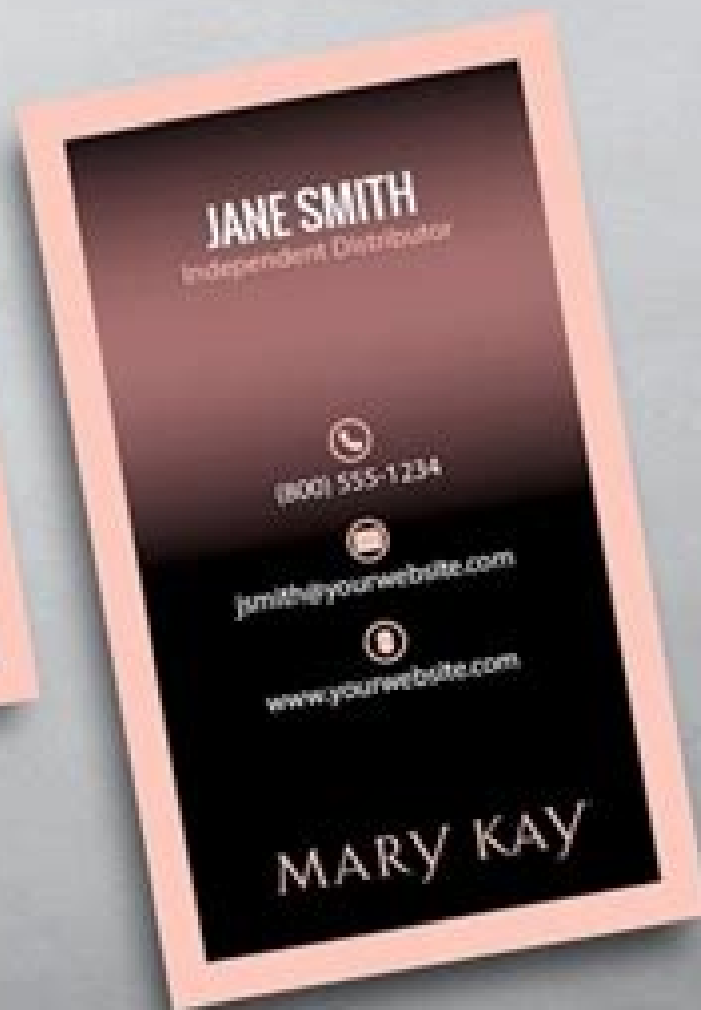 JANE SMITH
Independent Distributor
(800) 555-1234
jsmith@yourwebsite.com
www.yourwebsite.com
MARY KAY